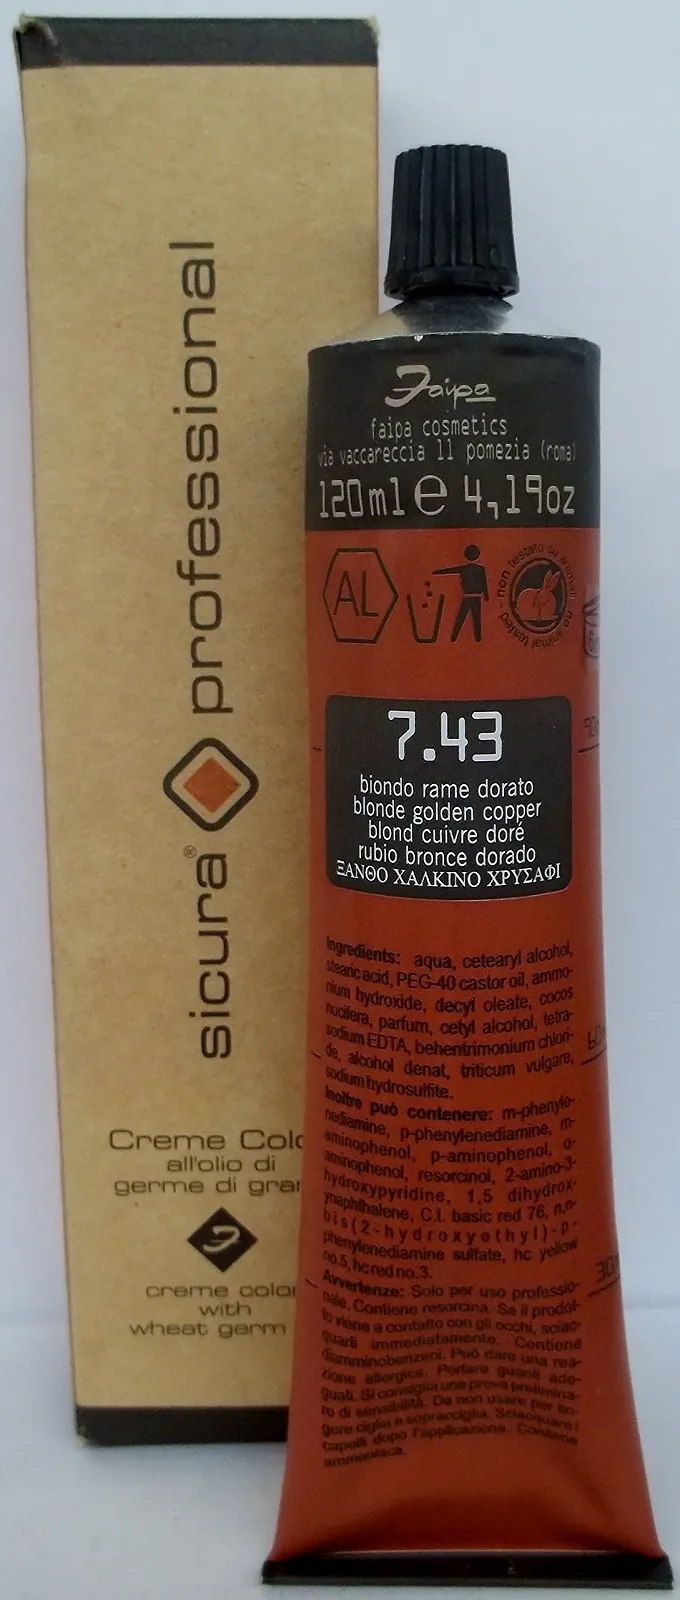 sicura® professional
Creme Colo
all'olio di
germe di gran
creme color
with
wheat germ
Faipa
faipa cosmetics
via vaccareccia 11 pomezia (roma)
120ml e 4,19oz
AL
non testato su animali - no animal tested -
7.43
biondo rame dorato
blonde golden copper
blond cuivre doré
rubio bronce dorado
ΞΑΝΘΟ ΧΑΛΚΙΝΟ ΧΡΥΣΑΦΙ
90m
60m
30m
Ingredients: aqua, cetearyl alcohol,
stearic acid, PEG-40 castor oil, ammo-
nium hydroxide, decyl oleate, cocos
nucifera, parfum, cetyl alcohol, tetra-
sodium EDTA, behentrimonium chlori-
de, alcohol denat, triticum vulgare,
sodium hydrosulfite.
Inoltre può contenere: m-phenyle-
nediamine, p-phenylenediamine, m-
aminophenol, p-aminophenol, o-
aminophenol, resorcinol, 2-amino-3-
hydroxypyridine, 1,5 dihydrox-
ynaphthalene, C.I. basic red 76, n,n-
bis(2-hydroxyethyl)-p-
phenylenediamine sulfate, hc yellow
no.5, hc red no.3.
Avvertenze: Solo per uso professio-
nale. Contiene resorcina. Se il prodot-
to viene a contatto con gli occhi, sciac-
quarli immediatamente. Contiene
diamminobenzeni. Può dare una rea-
zione allergica. Portare guanti ade-
guati. Si consiglia una prova prelimina-
re di sensibilità. Da non usare per tin-
gere ciglia e sopracciglia. Sciacquare i
capelli dopo l'applicazione. Contiene
ammoniaca.